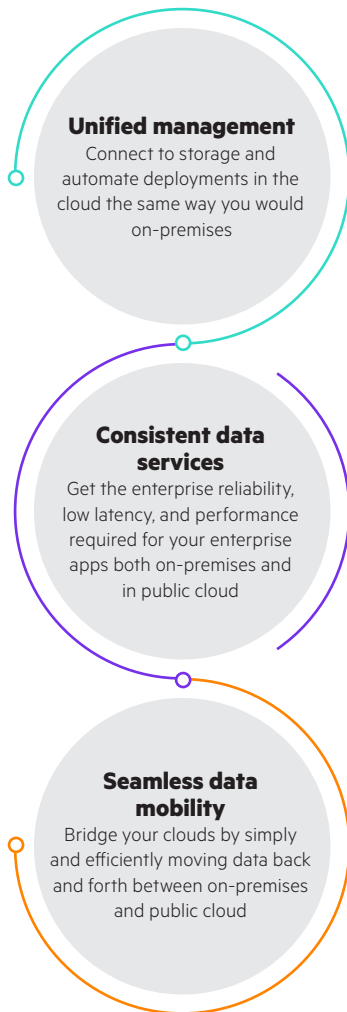 Unified management
Connect to storage and
automate deployments in the
cloud the same way you would
on-premises
Consistent data
services
Get the enterprise reliability,
low latency, and performance
required for your enterprise
apps both on-premises and
in public cloud
Seamless data
mobility
Bridge your clouds by simply
and efficiently moving data back
and forth between on-premises
and public cloud